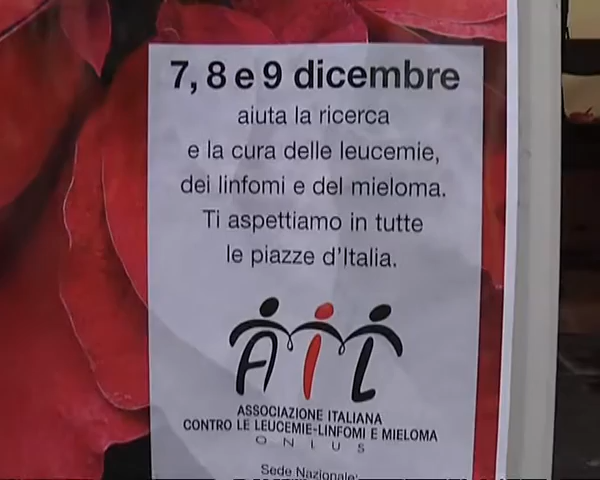 7, 8 e 9 dicembre
aiuta la ricerca
e la cura delle leucemie,
dei linfomi e del mieloma.
Ti aspettiamo in tutte
le piazze d'Italia.
AIL
ASSOCIAZIONE ITALIANA
CONTRO LE LEUCEMIE-LINFOMI E MIELOMA
ONLUS
Sede Nazionale: